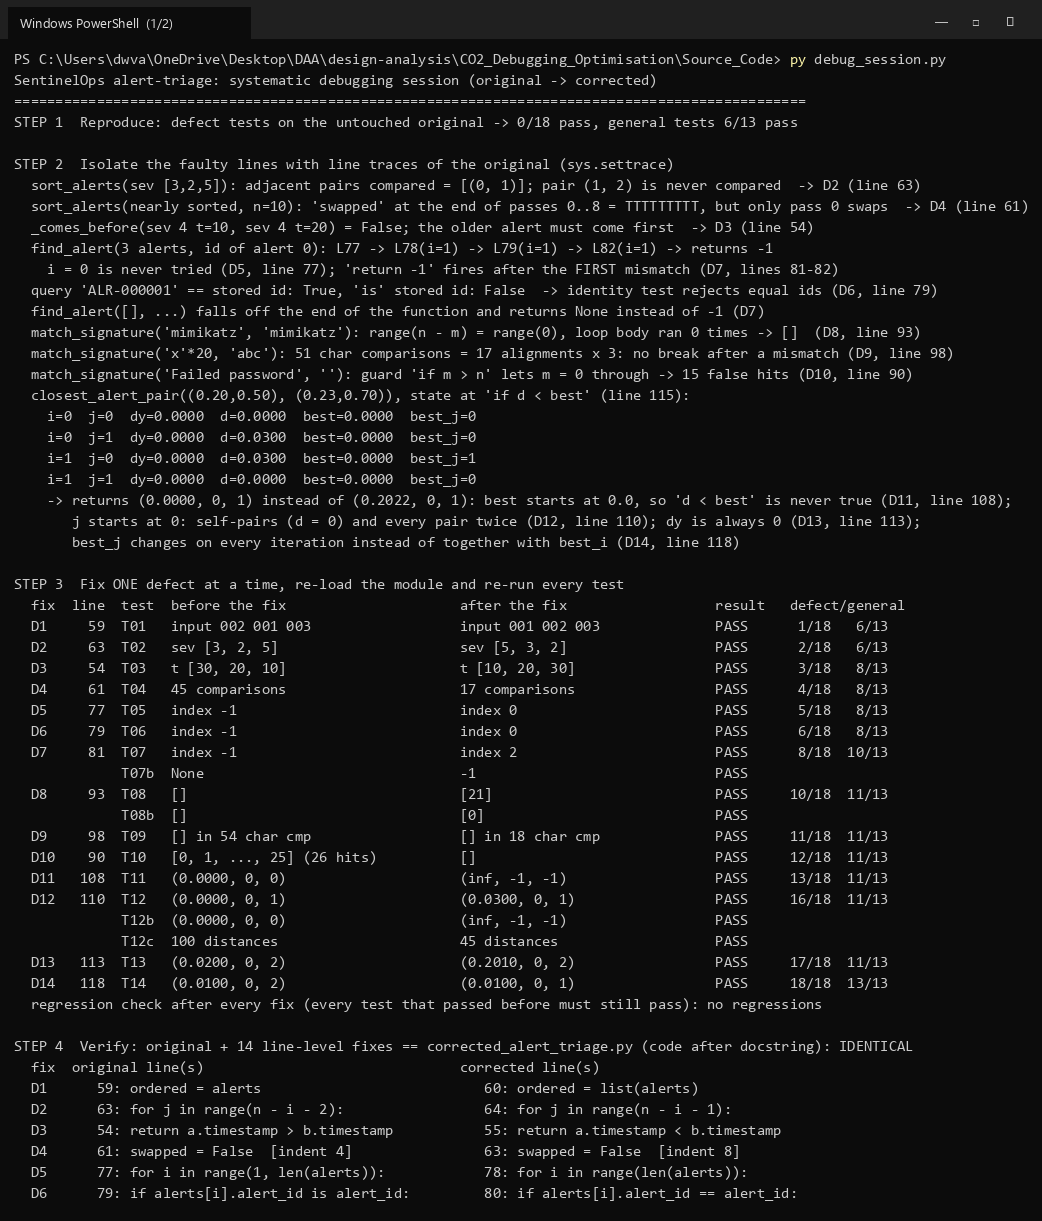 Windows PowerShell (1/2)
PS C:\Users\dwva\OneDrive\Desktop\DAA\design-analysis\CO2_Debugging_Optimisation\Source_Code> py debug_session.py
SentinelOps alert-triage: systematic debugging session (original -> corrected)
================================================================================================
STEP 1  Reproduce: defect tests on the untouched original -> 0/18 pass, general tests 6/13 pass
STEP 2  Isolate the faulty lines with line traces of the original (sys.settrace)
  sort_alerts(sev [3,2,5]): adjacent pairs compared = [(0, 1)]; pair (1, 2) is never compared  -> D2 (line 63)
  sort_alerts(nearly sorted, n=10): 'swapped' at the end of passes 0..8 = TTTTTTTTT, but only pass 0 swaps  -> D4 (line 61)
  _comes_before(sev 4 t=10, sev 4 t=20) = False; the older alert must come first  -> D3 (line 54)
  find_alert(3 alerts, id of alert 0): L77 -> L78(i=1) -> L79(i=1) -> L82(i=1) -> returns -1
    i = 0 is never tried (D5, line 77); 'return -1' fires after the FIRST mismatch (D7, lines 81-82)
  query 'ALR-000001' == stored id: True, 'is' stored id: False  -> identity test rejects equal ids (D6, line 79)
  find_alert([], ...) falls off the end of the function and returns None instead of -1 (D7)
  match_signature('mimikatz', 'mimikatz'): range(n - m) = range(0), loop body ran 0 times -> []  (D8, line 93)
  match_signature('x'*20, 'abc'): 51 char comparisons = 17 alignments x 3: no break after a mismatch (D9, line 98)
  match_signature('Failed password', ''): guard 'if m > n' lets m = 0 through -> 15 false hits (D10, line 90)
  closest_alert_pair((0.20,0.50), (0.23,0.70)), state at 'if d < best' (line 115):
    i=0  j=0  dy=0.0000  d=0.0000  best=0.0000  best_j=0
    i=0  j=1  dy=0.0000  d=0.0300  best=0.0000  best_j=0
    i=1  j=0  dy=0.0000  d=0.0300  best=0.0000  best_j=1
    i=1  j=1  dy=0.0000  d=0.0000  best=0.0000  best_j=0
    -> returns (0.0000, 0, 1) instead of (0.2022, 0, 1): best starts at 0.0, so 'd < best' is never true (D11, line 108);
       j starts at 0: self-pairs (d = 0) and every pair twice (D12, line 110); dy is always 0 (D13, line 113);
       best_j changes on every iteration instead of together with best_i (D14, line 118)
STEP 3  Fix ONE defect at a time, re-load the module and re-run every test
  fix  line  test  before the fix                     after the fix                  result   defect/general
  D1     59  T01   input 002 001 003                  input 001 002 003              PASS      1/18   6/13
  D2     63  T02   sev [3, 2, 5]                      sev [5, 3, 2]                  PASS      2/18   6/13
  D3     54  T03   t [30, 20, 10]                     t [10, 20, 30]                 PASS      3/18   8/13
  D4     61  T04   45 comparisons                     17 comparisons                 PASS      4/18   8/13
  D5     77  T05   index -1                           index 0                        PASS      5/18   8/13
  D6     79  T06   index -1                           index 0                        PASS      6/18   8/13
  D7     81  T07   index -1                           index 2                        PASS      8/18  10/13
             T07b  None                               -1                             PASS
  D8     93  T08   []                                 [21]                           PASS     10/18  11/13
             T08b  []                                 [0]                            PASS
  D9     98  T09   [] in 54 char cmp                  [] in 18 char cmp              PASS     11/18  11/13
  D10    90  T10   [0, 1, ..., 25] (26 hits)          []                             PASS     12/18  11/13
  D11   108  T11   (0.0000, 0, 0)                     (inf, -1, -1)                  PASS     13/18  11/13
  D12   110  T12   (0.0000, 0, 1)                     (0.0300, 0, 1)                 PASS     16/18  11/13
             T12b  (0.0000, 0, 0)                     (inf, -1, -1)                  PASS
             T12c  100 distances                      45 distances                   PASS
  D13   113  T13   (0.0200, 0, 2)                     (0.2010, 0, 2)                 PASS     17/18  11/13
  D14   118  T14   (0.0100, 0, 2)                     (0.0100, 0, 1)                 PASS     18/18  13/13
  regression check after every fix (every test that passed before must still pass): no regressions
STEP 4  Verify: original + 14 line-level fixes == corrected_alert_triage.py (code after docstring): IDENTICAL
  fix  original line(s)                               corrected line(s)
  D1      59: ordered = alerts                           60: ordered = list(alerts)
  D2      63: for j in range(n - i - 2):                 64: for j in range(n - i - 1):
  D3      54: return a.timestamp > b.timestamp           55: return a.timestamp < b.timestamp
  D4      61: swapped = False  [indent 4]                63: swapped = False  [indent 8]
  D5      77: for i in range(1, len(alerts)):            78: for i in range(len(alerts)):
  D6      79: if alerts[i].alert_id is alert_id:         80: if alerts[i].alert_id == alert_id: